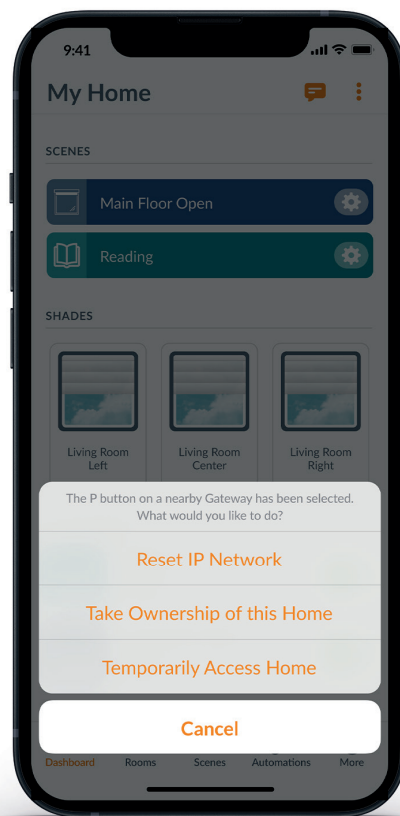 9:41
My Home
SCENES
Main Floor Open
Reading
SHADES
Living Room
Left
Living Room
Center
Living Room
Right
The P button on a nearby Gateway has been selected.
What would you like to do?
Reset IP Network
Take Ownership of this Home
Temporarily Access Home
Cancel
Dashboard
Rooms
Scenes
Automations
More